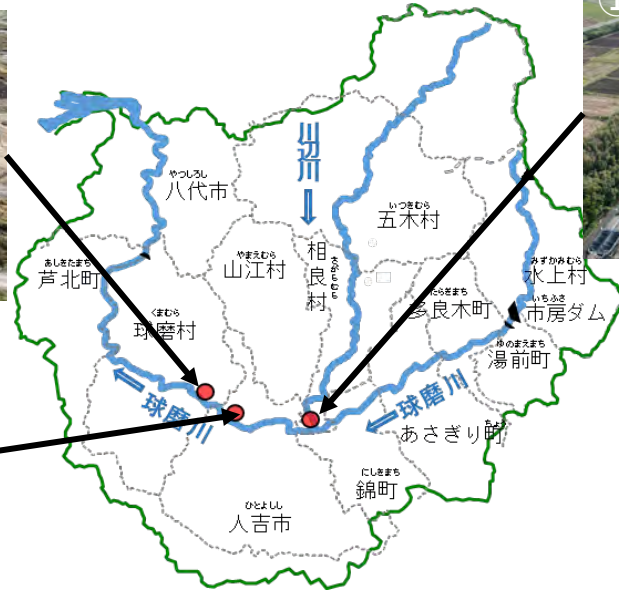 ①
川辺川
やつしろし
八代市
いつきむら
五木村
あしきたまち
芦北町
やまえむら
山江村
さがらむら
相良村
みずかみむら
水上村
いちふさ
市房ダム
くまむら
球磨村
たらぎまち
多良木町
ゆのまえまち
湯前町
球磨川
球磨川
あさぎり町
にしきまち
錦町
ひとよしし
人吉市